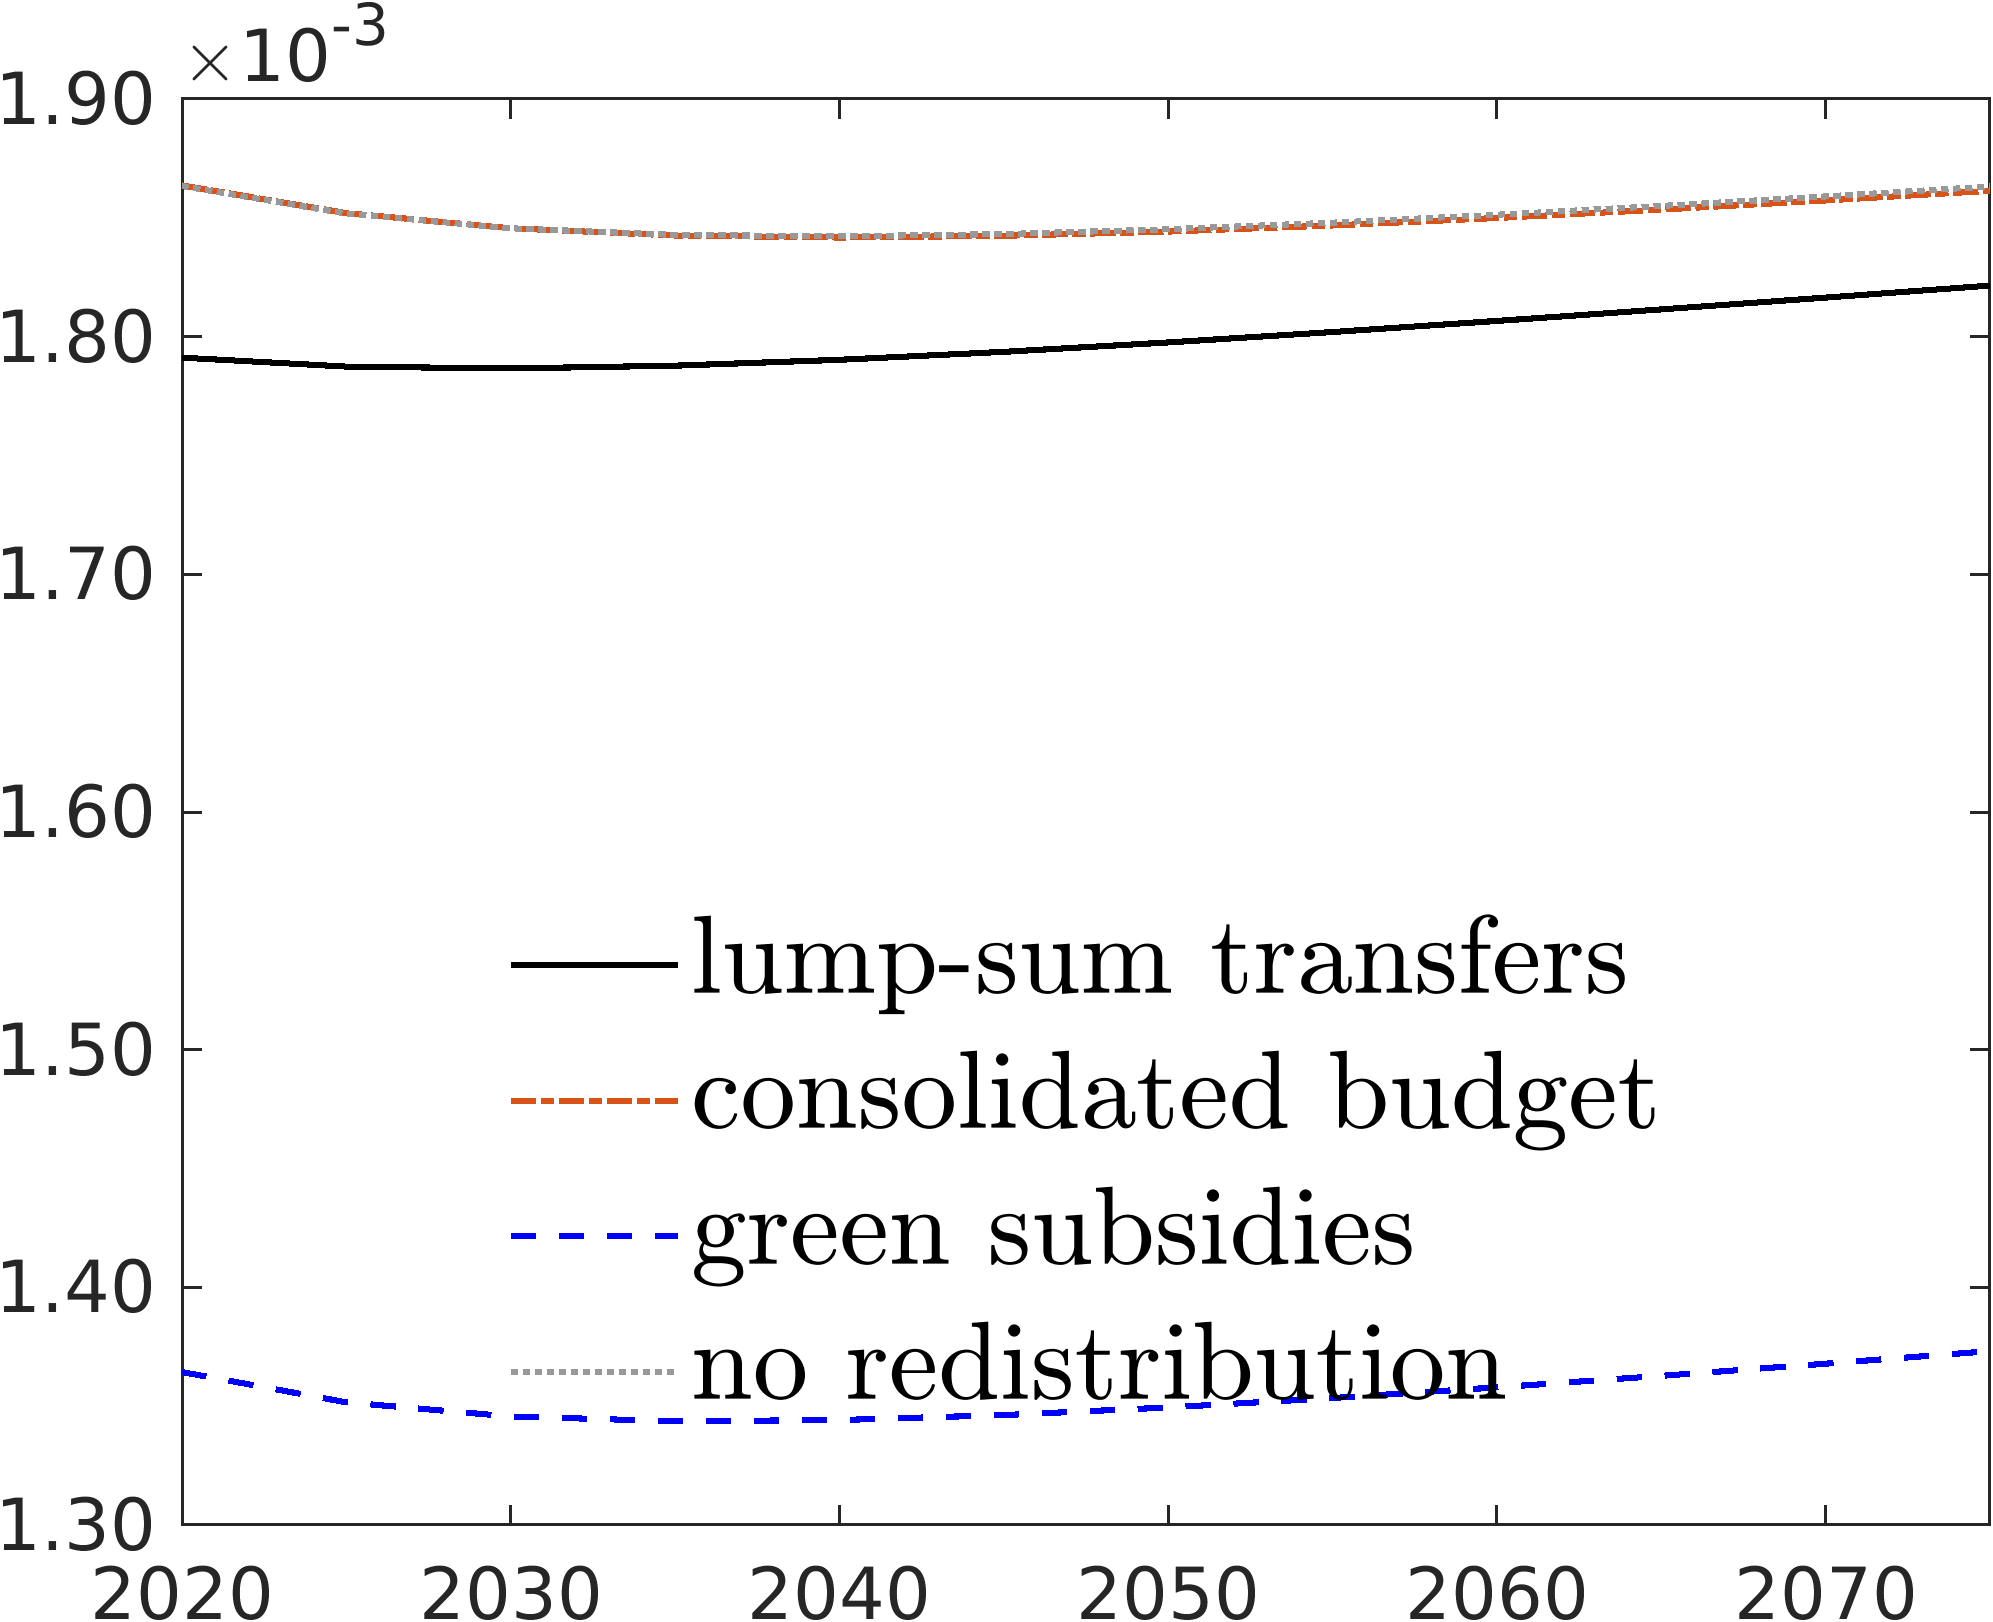 ×10-3
1.90
1.80
1.70
1.60
1.50
1.40
1.30
lump-sum transfers
consolidated budget
green subsidies
no redistribution
2020 2030 2040 2050 2060 2070